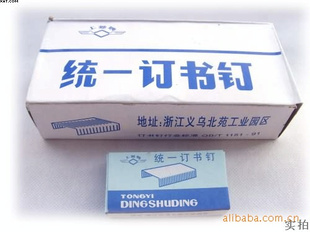 统一订书钉
地址:浙江义乌北苑工业园区
统一订书钉
TONGYI
DINGSHUDING
alibaba.com.cn
实拍